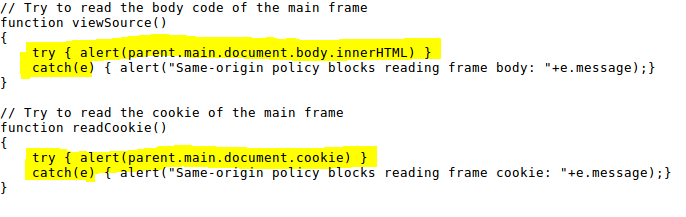 // Try to read the body code of the main frame
function viewSource()
{
    try { alert(parent.main.document.body.innerHTML) }
    catch(e) { alert("Same-origin policy blocks reading frame body: "+e.message);}
}
// Try to read the cookie of the main frame
function readCookie()
{
    try { alert(parent.main.document.cookie) }
    catch(e) { alert("Same-origin policy blocks reading frame cookie: "+e.message);}
}